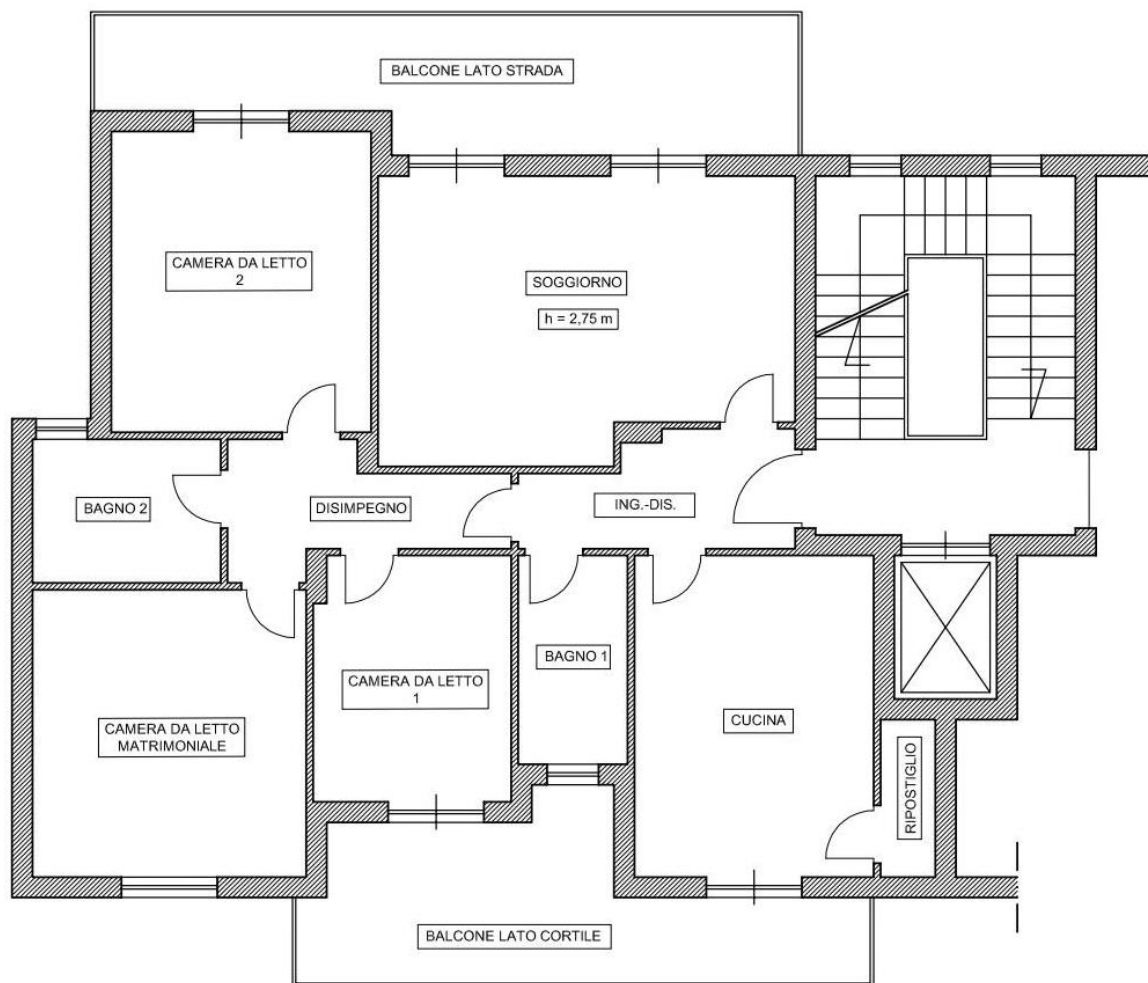 BALCONE LATO STRADA
CAMERA DA LETTO
2
SOGGIORNO
h = 2,75 m
BAGNO 2
DISIMPEGNO
ING.-DIS.
BAGNO 1
CAMERA DA LETTO
1
CAMERA DA LETTO
MATRIMONIALE
CUCINA
RIPOSTIGLIO
BALCONE LATO CORTILE